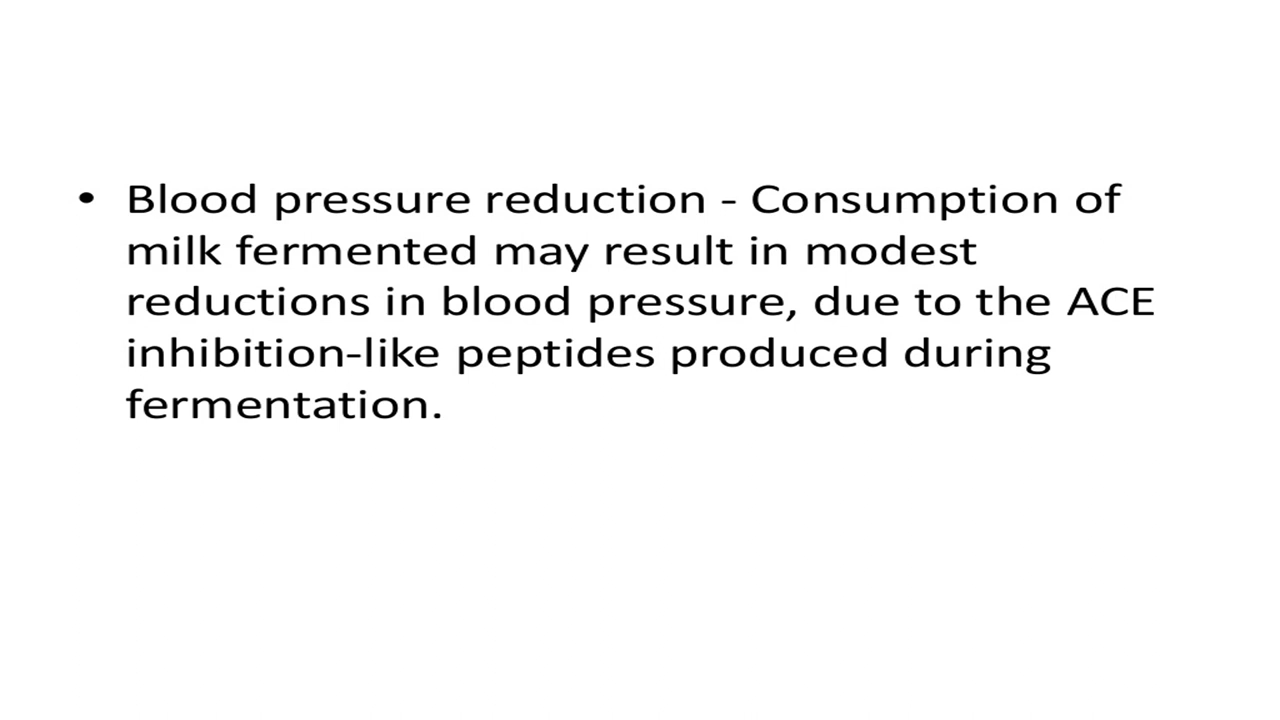 • Blood pressure reduction - Consumption of
milk fermented may result in modest
reductions in blood pressure, due to the ACE
inhibition-like peptides produced during
fermentation.